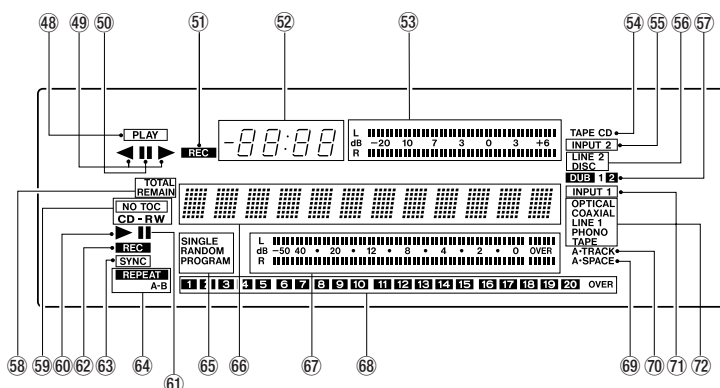 48 49 50 51 52 53 54 55 56 57
PLAY
REC
-88:88
L
dB -20 10 7 3 0 3 +6
R
TAPE CD
INPUT 2
LINE 2
DISC
DUB 1 2
TOTAL
REMAIN
NO TOC
CD-RW
REC
SYNC
REPEAT
A-B
SINGLE
RANDOM
PROGRAM
L
dB -50 40 • 20 • 12 • 8 • 4 • 2 • 0 OVER
R
1 2 3 4 5 6 7 8 9 10 11 12 13 14 15 16 17 18 19 20 OVER
INPUT 1
OPTICAL
COAXIAL
LINE 1
PHONO
TAPE
A•TRACK
A•SPACE
58 59 60 62 63 64 61 65 66 67 68 69 70 71 72